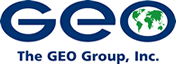 GEO
The GEO Group, Inc.